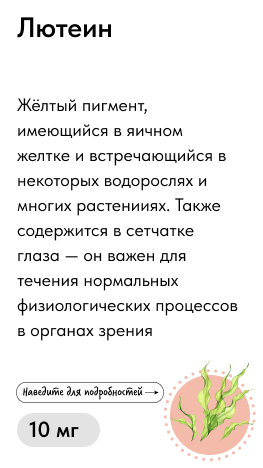 Лютеин
Жёлтый пигмент,
имеющийся в яичном
желтке и встречающийся в
некоторых водорослях и
многих растенииях. Также
содержится в сетчатке
глаза — он важен для
течения нормальных
физиологических процессов
в органах зрения
Наведите для подробностей →
10 мг